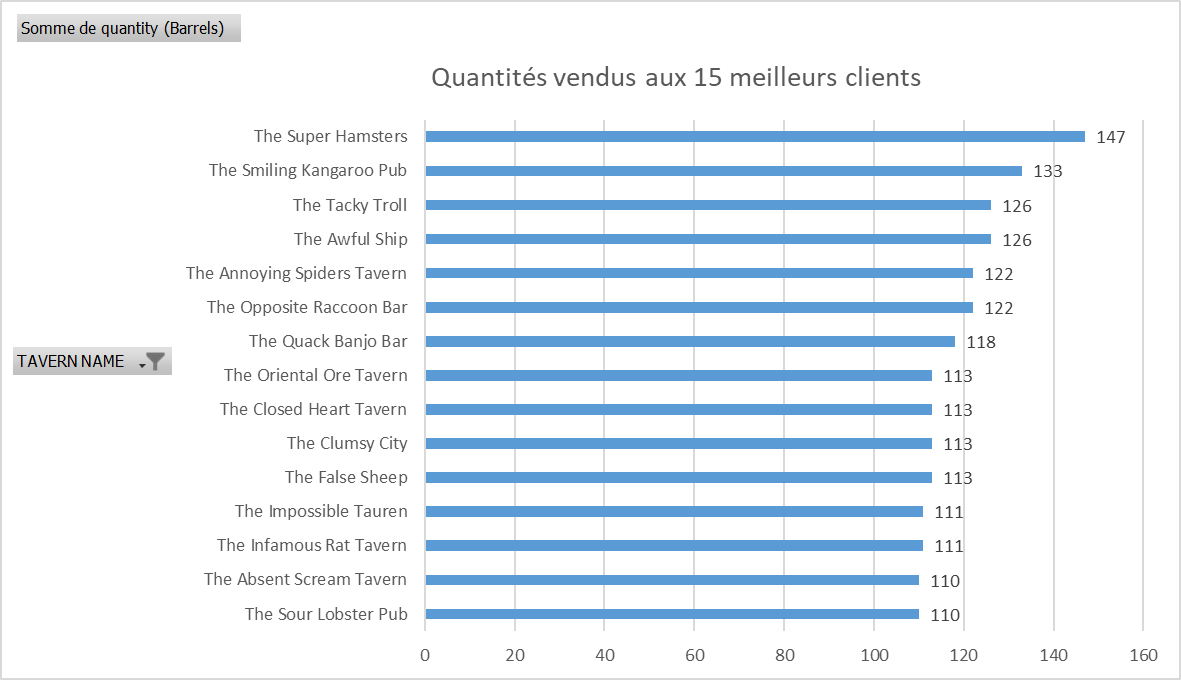 Somme de quantity (Barrels)
Quantités vendus aux 15 meilleurs clients
The Super Hamsters 147
The Smiling Kangaroo Pub 133
The Tacky Troll 126
The Awful Ship 126
The Annoying Spiders Tavern 122
The Opposite Raccoon Bar 122
The Quack Banjo Bar 118
TAVERN NAME
The Oriental Ore Tavern 113
The Closed Heart Tavern 113
The Clumsy City 113
The False Sheep 113
The Impossible Tauren 111
The Infamous Rat Tavern 111
The Absent Scream Tavern 110
The Sour Lobster Pub 110
0 20 40 60 80 100 120 140 160